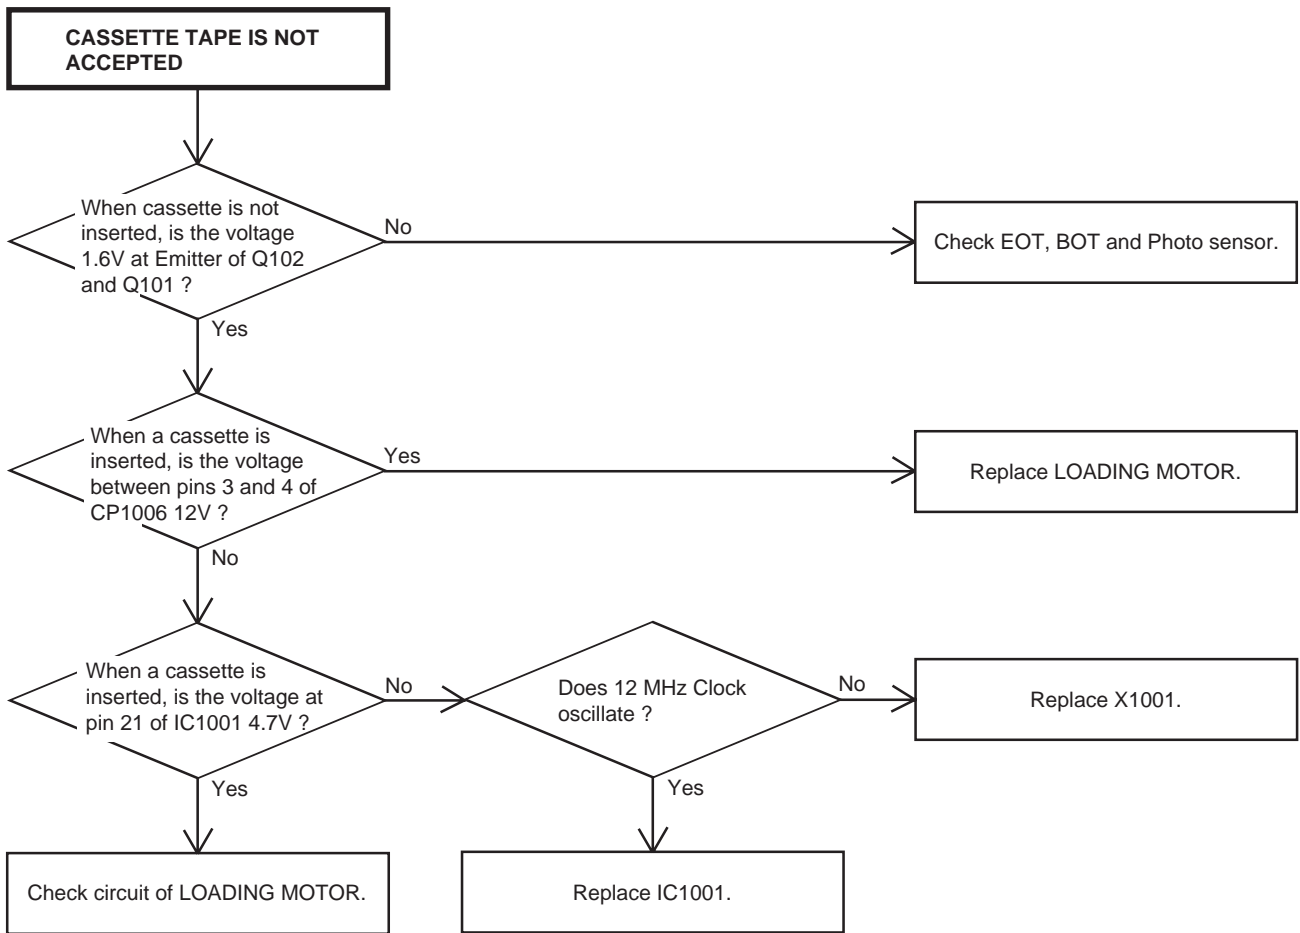 CASSETTE TAPE IS NOT
ACCEPTED
When cassette is not
inserted, is the voltage
1.6V at Emitter of Q102
and Q101 ?
No
Check EOT, BOT and Photo sensor.
Yes
When a cassette is
inserted, is the voltage
between pins 3 and 4 of
CP1006 12V ?
Yes
Replace LOADING MOTOR.
No
When a cassette is
inserted, is the voltage at
pin 21 of IC1001 4.7V ?
No
Does 12 MHz Clock
oscillate ?
No
Replace X1001.
Yes
Yes
Check circuit of LOADING MOTOR.
Replace IC1001.